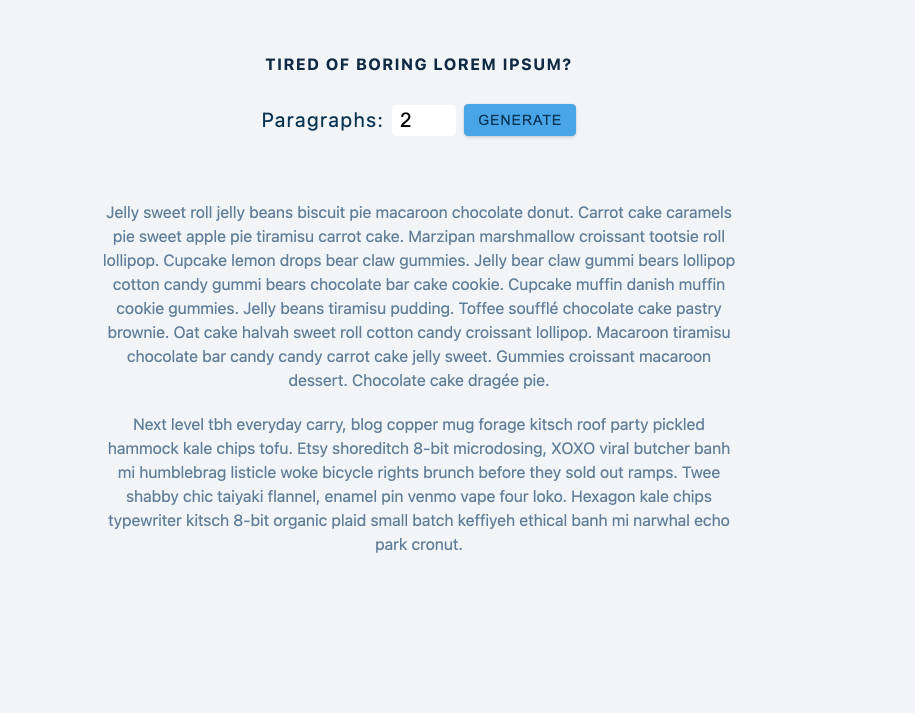 TIRED OF BORING LOREM IPSUM?
Paragraphs: 2 GENERATE
Jelly sweet roll jelly beans biscuit pie macaroon chocolate donut. Carrot cake caramels
pie sweet apple pie tiramisu carrot cake. Marzipan marshmallow croissant tootsie roll
lollipop. Cupcake lemon drops bear claw gummies. Jelly bear claw gummi bears lollipop
cotton candy gummi bears chocolate bar cake cookie. Cupcake muffin danish muffin
cookie gummies. Jelly beans tiramisu pudding. Toffee soufflé chocolate cake pastry
brownie. Oat cake halvah sweet roll cotton candy croissant lollipop. Macaroon tiramisu
chocolate bar candy candy carrot cake jelly sweet. Gummies croissant macaroon
dessert. Chocolate cake dragée pie.
Next level tbh everyday carry, blog copper mug forage kitsch roof party pickled
hammock kale chips tofu. Etsy shoreditch 8-bit microdosing, XOXO viral butcher banh
mi humblebrag listicle woke bicycle rights brunch before they sold out ramps. Twee
shabby chic taiyaki flannel, enamel pin venmo vape four loko. Hexagon kale chips
typewriter kitsch 8-bit organic plaid small batch keffiyeh ethical banh mi narwhal echo
park cronut.